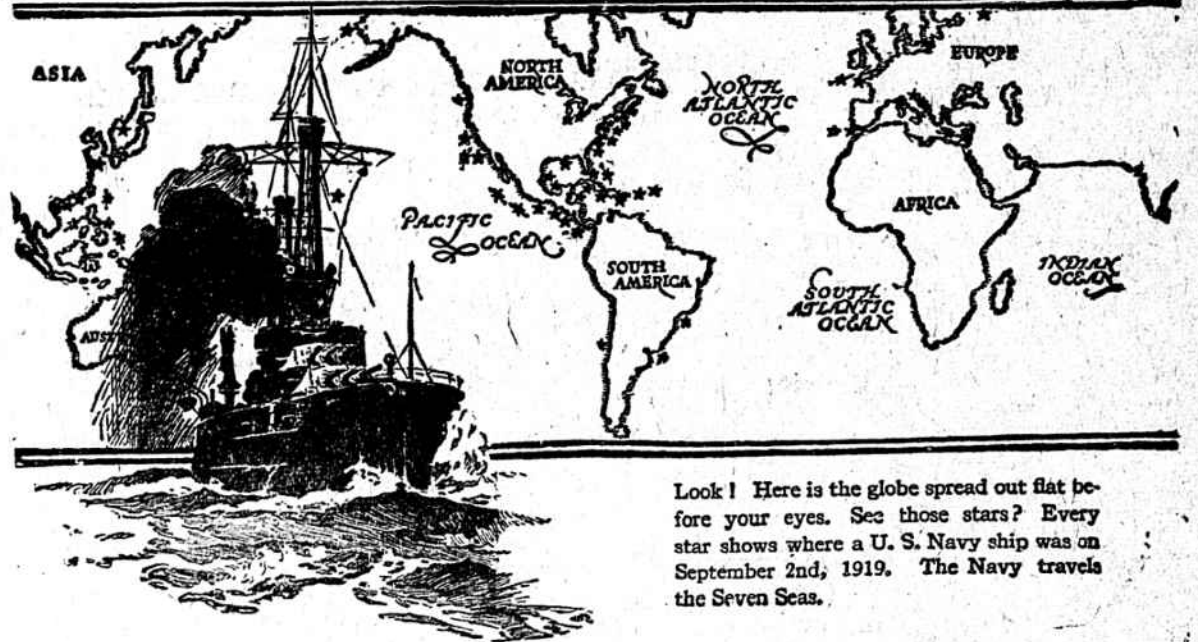 ASIA
NORTH
AMERICA
NORTH
ATLANTIC
OCEAN
EUROPE
PACIFIC
OCEAN
AFRICA
SOUTH
AMERICA
SOUTH
ATLANTIC
OCEAN
INDIAN
OCEAN
AUST
Look! Here is the globe spread out flat be-
fore your eyes. See those stars? Every
star shows where a U. S. Navy ship was on
September 2nd, 1919. The Navy travels
the Seven Seas.